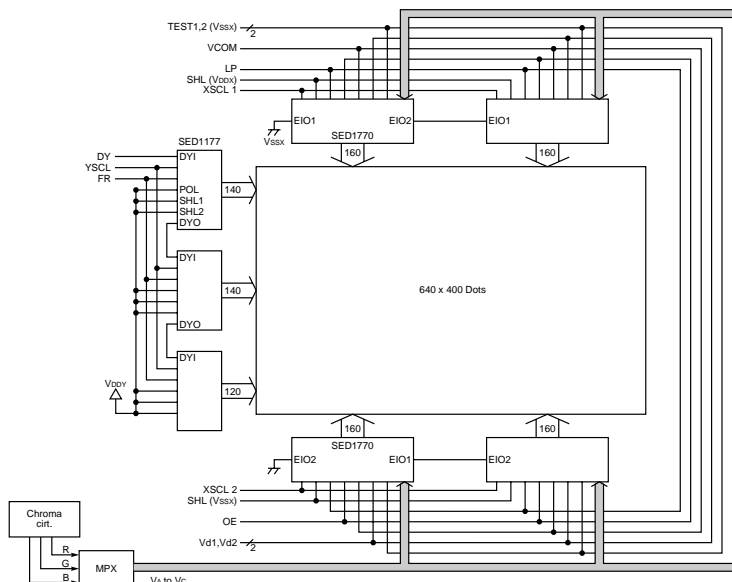 TEST1,2 (VSSX)
2
VCOM
LP
SHL (VDDX)
XSCL 1
EIO1
EIO2
SED1770
EIO1
VSSX
160
160
SED1177
DY
DYI
YSCL
FR
POL
SHL1
SHL2
DYO
140
DYI
140
DYO
640 x 400 Dots
DYI
120
VDDY
160
160
SED1770
EIO2
EIO1
EIO2
XSCL 2
SHL (VSSX)
OE
Vd1,Vd2
2
Chroma
cirt.
R
G
B
MPX
VA to VC